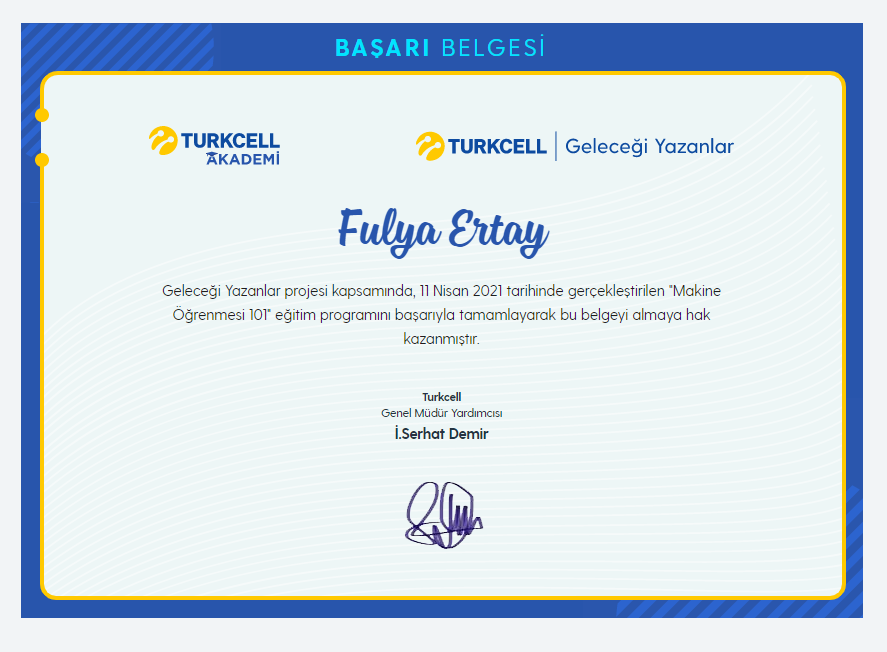 BAŞARI BELGESİ
TURKCELL
AKADEMİ
TURKCELL | Geleceği Yazanlar
Fulya Ertay
Geleceği Yazanlar projesi kapsamında, 11 Nisan 2021 tarihinde gerçekleştirilen "Makine
Öğrenmesi 101" eğitim programını başarıyla tamamlayarak bu belgeyi almaya hak
kazanmıştır.
Turkcell
Genel Müdür Yardımcısı
İ.Serhat Demir